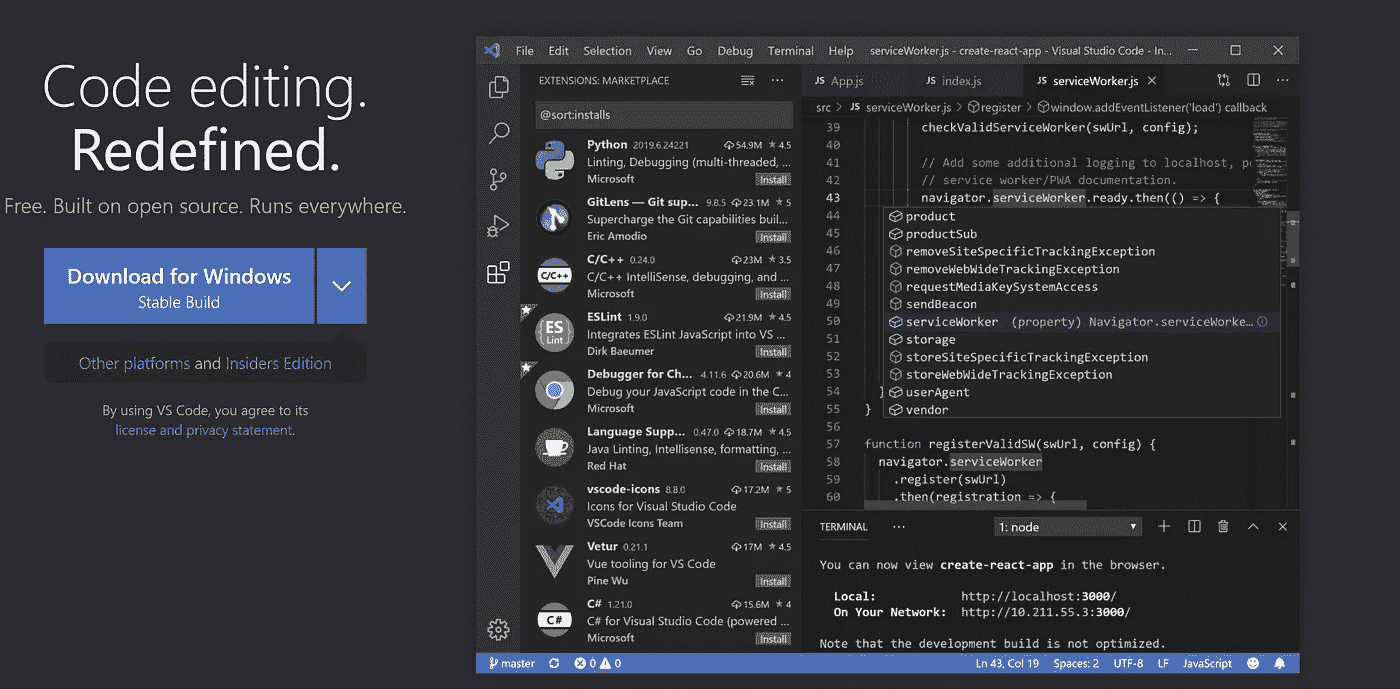 Code editing.
Redefined.
Free. Built on open source. Runs everywhere.
Download for Windows
Stable Build
Other platforms and Insiders Edition
By using VS Code, you agree to its
license and privacy statement.
File Edit Selection View Go Debug Terminal Help serviceWorker.js - create-react-app - Visual Studio Code - In...
EXTENSIONS: MARKETPLACE
@sort:installs
Python 2019.6.24221 54.9M ★ 4.5
Linting, Debugging (multi-threaded, ...
Microsoft Install
GitLens — Git sup... 9.8.5 23.1M ★ 5
Supercharge the Git capabilities buil...
Eric Amodio Install
C/C++
C/C++ 0.24.0 23M ★ 3.5
C/C++ IntelliSense, debugging, and ...
Microsoft Install
ES
Lint
ESLint 1.9.0 21.9M ★ 4.5
Integrates ESLint JavaScript into VS ...
Dirk Baeumer Install
Debugger for Ch... 4.11.6 20.6M ★ 4
Debug your JavaScript code in the C...
Microsoft Install
Language Supp... 0.47.0 18.7M ★ 4.5
Java Linting, Intellisense, formatting, ...
Red Hat Install
vscode-icons 8.8.0 17.2M ★ 5
Icons for Visual Studio Code
VSCode Icons Team Install
Vetur 0.21.1 17M ★ 4.5
Vue tooling for VS Code
Pine Wu Install
C#
C# 1.21.0 15.6M ★ 4
C# for Visual Studio Code (powered ...
Microsoft Install
JS App.js JS index.js JS serviceWorker.js
src > JS serviceWorker.js > register > window.addEventListener('load') callback
39 checkValidServiceWorker(swUrl, config);
40
41 // Add some additional logging to localhost, po
42 // service worker/PWA documentation.
43 navigator.serviceWorker.ready.then(() => {
44 product
45 productSub
46 removeSiteSpecificTrackingException
47 removeWebWideTrackingException
48 requestMediaKeySystemAccess
49 sendBeacon
50 serviceWorker (property) Navigator.serviceWorke...
51 storage
52 storeSiteSpecificTrackingException
53 storeWebWideTrackingException
54 } userAgent
55 } vendor
56
57 function registerValidSW(swUrl, config) {
58 navigator.serviceWorker
59 .register(swUrl)
60 .then(registration => {
TERMINAL ... 1: node
You can now view create-react-app in the browser.
Local: http://localhost:3000/
On Your Network: http://10.211.55.3:3000/
Note that the development build is not optimized.
master 0 0 Ln 43, Col 19 Spaces: 2 UTF-8 LF JavaScript